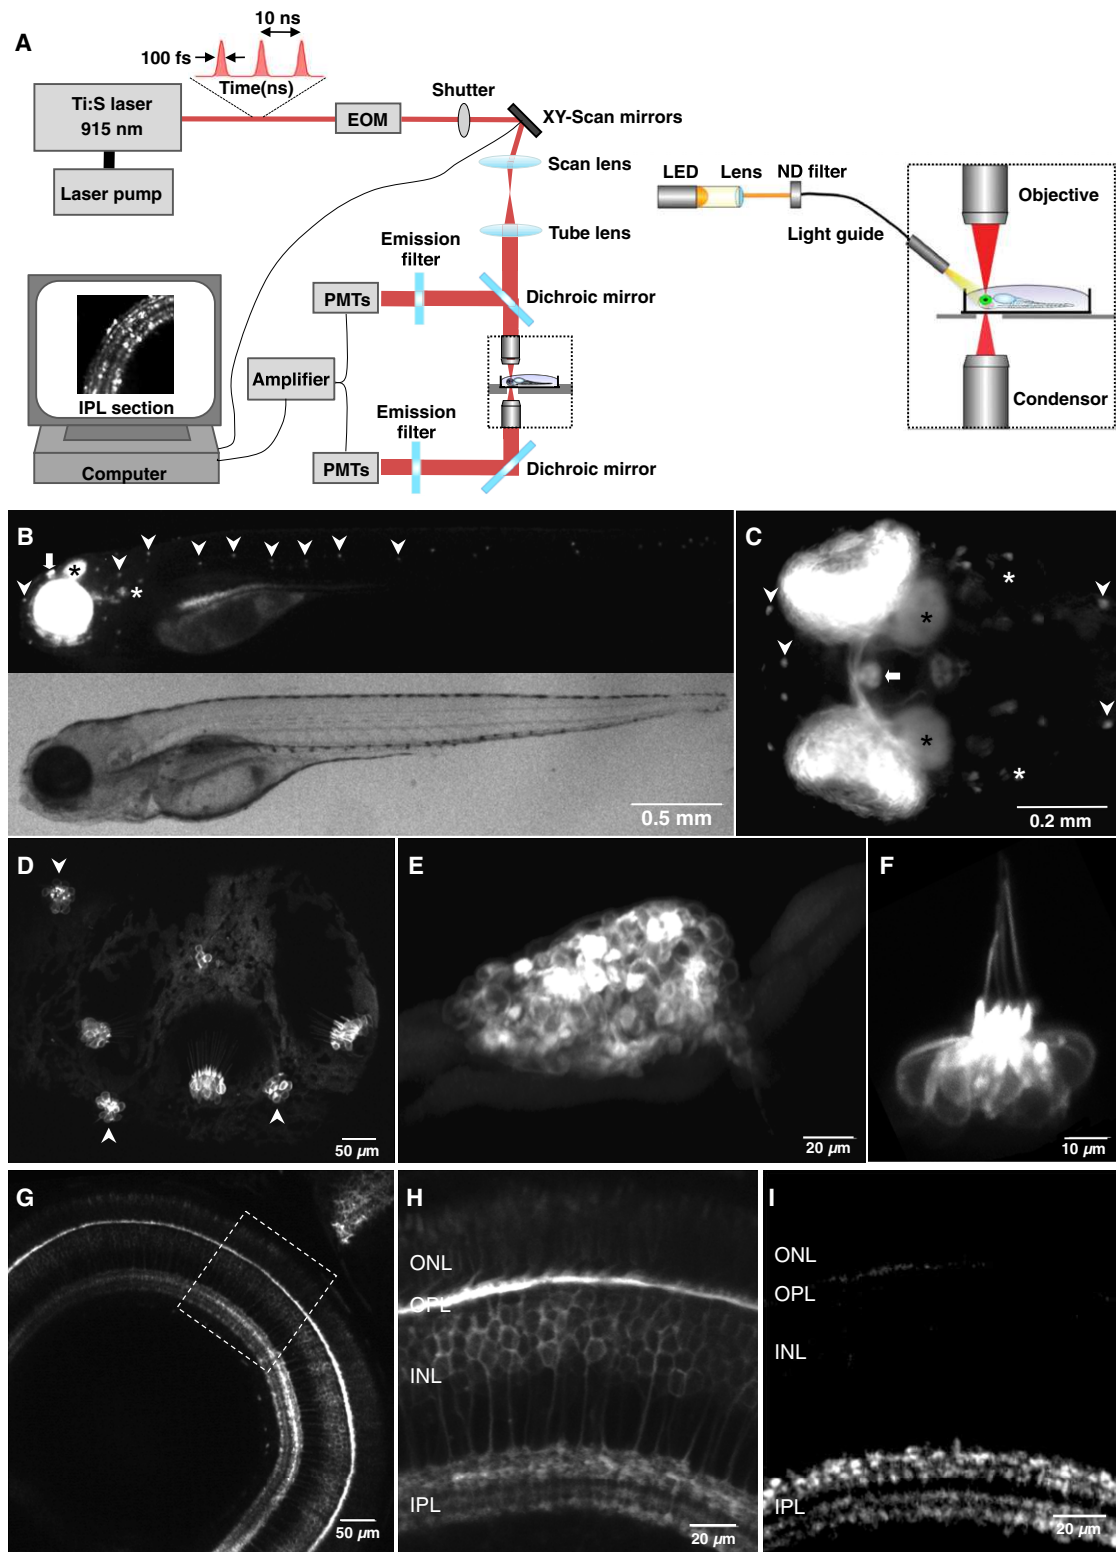 A
10 ns
100 fs
Time(ns)
Ti:S laser
915 nm
Laser pump
EOM
Shutter
XY-Scan mirrors
Scan lens
Tube lens
Emission
filter
PMTs
Dichroic mirror
Amplifier
Emission
filter
PMTs
Dichroic mirror
IPL section
Computer
LED
Lens
ND filter
Light guide
Objective
Condensor
B
*
*
0.5 mm
C
*
*
*
*
0.2 mm
D
50 µm
E
20 µm
F
10 µm
G
50 µm
H
ONL
OPL
INL
IPL
20 µm
I
ONL
OPL
INL
IPL
20 µm